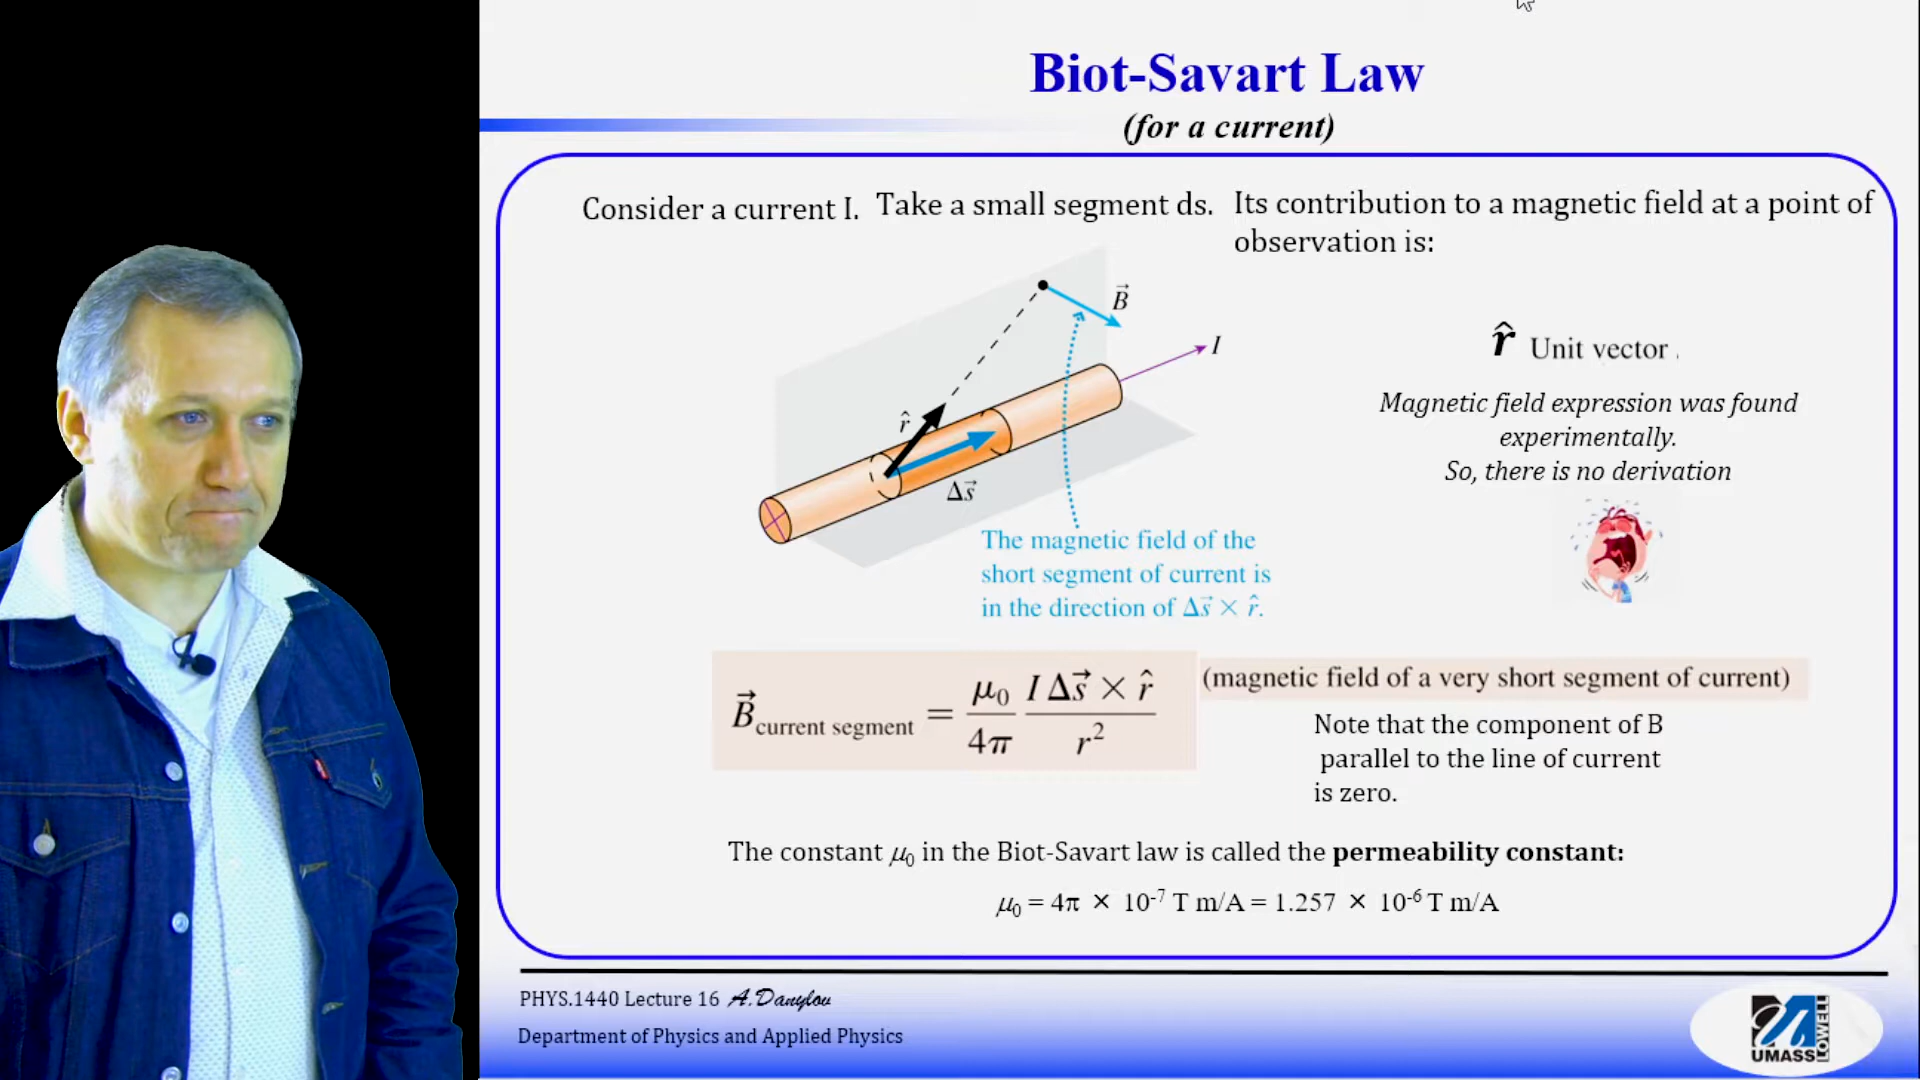 Biot-Savart Law
(for a current)
Consider a current I. Take a small segment ds. Its contribution to a magnetic field at a point of
observation is:
B⃗
I
r̂
Δs⃗
The magnetic field of the
short segment of current is
in the direction of Δs⃗ × r̂.
r̂ Unit vector .
Magnetic field expression was found
experimentally.
So, there is no derivation
B⃗ current segment = μ₀/4π I Δs⃗ × r̂/r²
(magnetic field of a very short segment of current)
Note that the component of B
parallel to the line of current
is zero.
The constant μ₀ in the Biot-Savart law is called the permeability constant:
μ₀ = 4π × 10⁻⁷ T m/A = 1.257 × 10⁻⁶ T m/A
PHYS.1440 Lecture 16 A.Danylov
Department of Physics and Applied Physics
UMASS
LOWELL